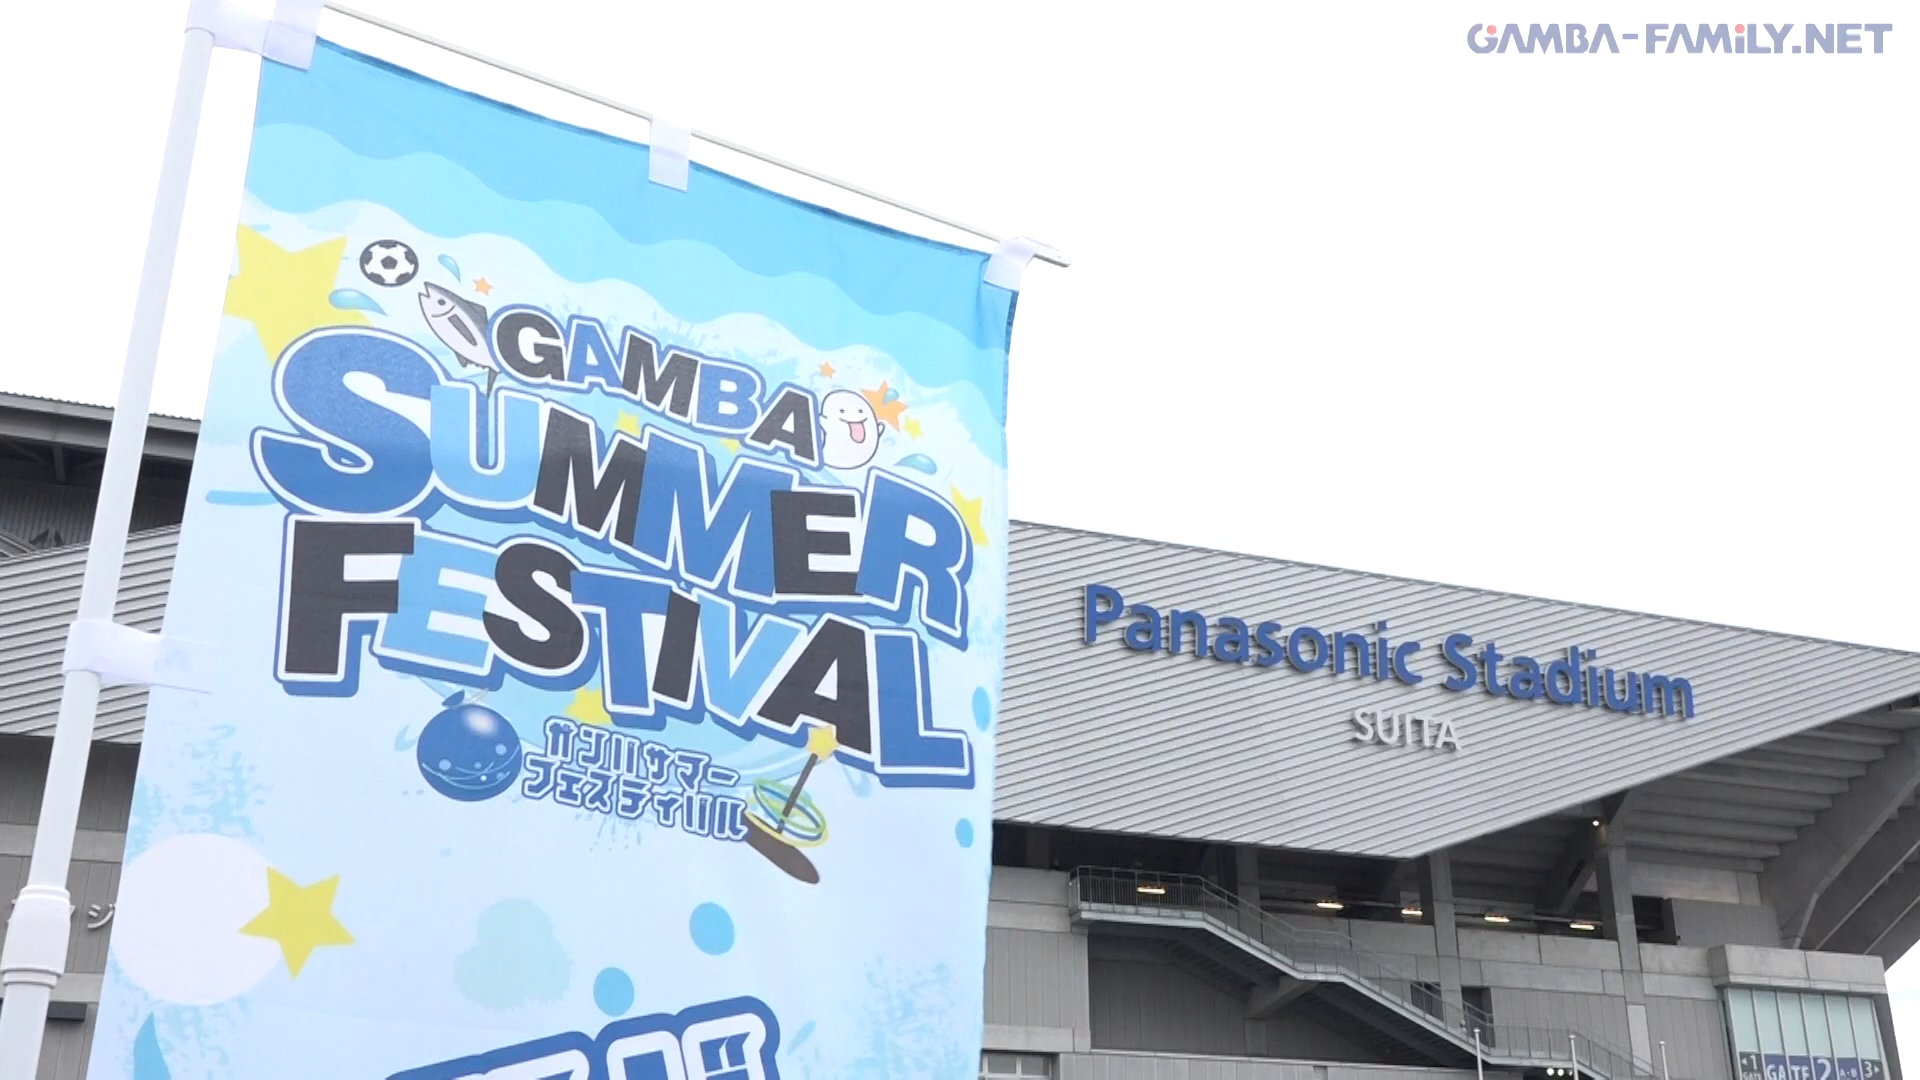 GAMBA-FAMiLY.NET
GAMBA
SUMMER
FESTIVAL
ガンバサマー
フェスティバル
Panasonic Stadium
SUITA
GATE 2